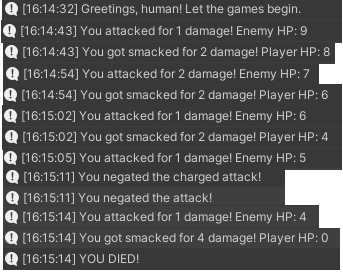 [16:14:32] Greetings, human! Let the games begin.
[16:14:43] You attacked for 1 damage! Enemy HP: 9
[16:14:43] You got smacked for 2 damage! Player HP: 8
[16:14:54] You attacked for 2 damage! Enemy HP: 7
[16:14:54] You got smacked for 2 damage! Player HP: 6
[16:15:02] You attacked for 1 damage! Enemy HP: 6
[16:15:02] You got smacked for 2 damage! Player HP: 4
[16:15:05] You attacked for 1 damage! Enemy HP: 5
[16:15:11] You negated the charged attack!
[16:15:11] You negated the attack!
[16:15:14] You attacked for 1 damage! Enemy HP: 4
[16:15:14] You got smacked for 4 damage! Player HP: 0
[16:15:14] YOU DIED!